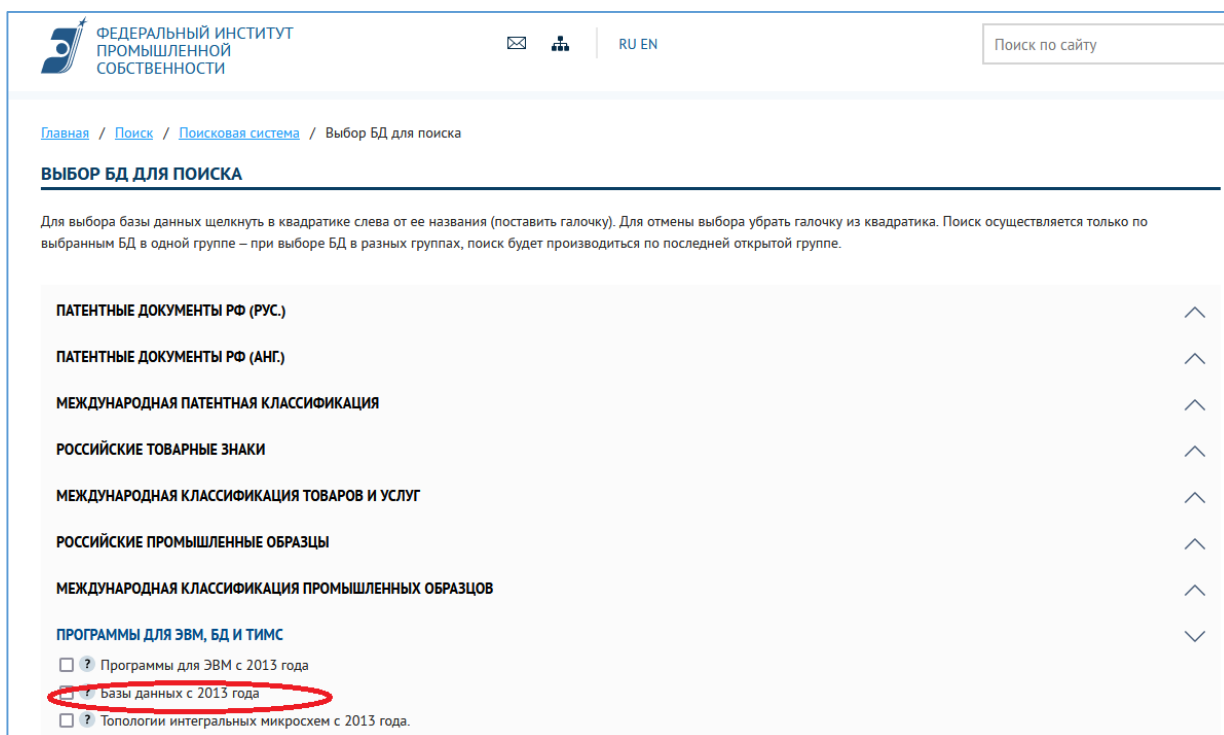 ФЕДЕРАЛЬНЫЙ ИНСТИТУТ
ПРОМЫШЛЕННОЙ
СОБСТВЕННОСТИ
RU EN
Поиск по сайту
Главная / Поиск / Поисковая система / Выбор БД для поиска
ВЫБОР БД ДЛЯ ПОИСКА
Для выбора базы данных щелкнуть в квадратике слева от ее названия (поставить галочку). Для отмены выбора убрать галочку из квадратика. Поиск осуществляется только по
выбранным БД в одной группе – при выборе БД в разных группах, поиск будет производиться по последней открытой группе.
ПАТЕНТНЫЕ ДОКУМЕНТЫ РФ (РУС.)
ПАТЕНТНЫЕ ДОКУМЕНТЫ РФ (АНГ.)
МЕЖДУНАРОДНАЯ ПАТЕНТНАЯ КЛАССИФИКАЦИЯ
РОССИЙСКИЕ ТОВАРНЫЕ ЗНАКИ
МЕЖДУНАРОДНАЯ КЛАССИФИКАЦИЯ ТОВАРОВ И УСЛУГ
РОССИЙСКИЕ ПРОМЫШЛЕННЫЕ ОБРАЗЦЫ
МЕЖДУНАРОДНАЯ КЛАССИФИКАЦИЯ ПРОМЫШЛЕННЫХ ОБРАЗЦОВ
ПРОГРАММЫ ДЛЯ ЭВМ, БД И ТИМС
? Программы для ЭВМ с 2013 года
? Базы данных с 2013 года
? Топологии интегральных микросхем с 2013 года.